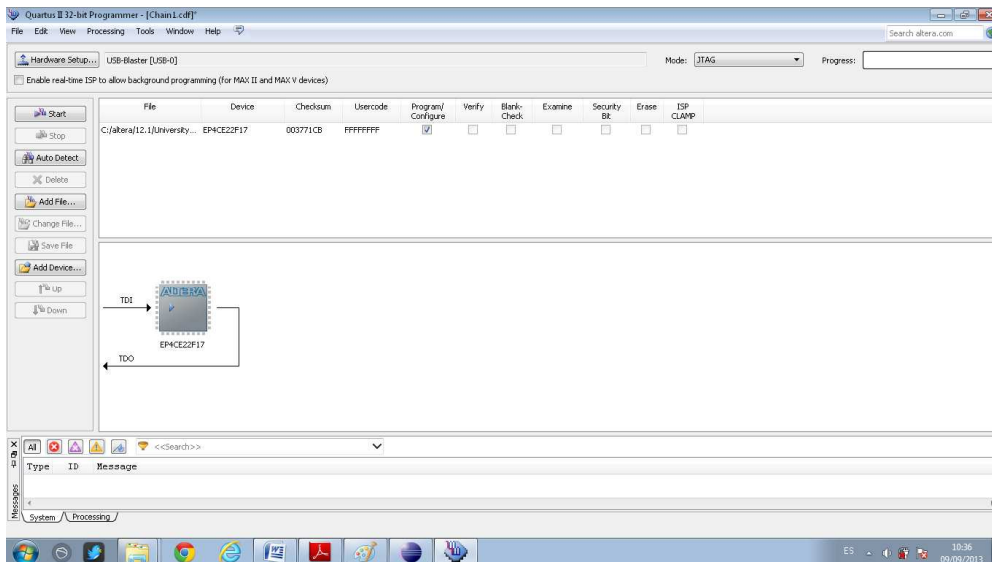 Quartus II 32-bit Programmer - [Chain1.cdf]*
File Edit View Processing Tools Window Help
Search altera.com
Hardware Setup... USB-Blaster [USB-0] Mode: JTAG Progress:
Enable real-time ISP to allow background programming (for MAX II and MAX V devices)
File Device Checksum Usercode Program/ Configure Verify Blank- Check Examine Security Bit Erase ISP CLAMP
C:/altera/12.1/University... EP4CE22F17 003771CB FFFFFFFF
Start
Stop
Auto Detect
Delete
Add File...
Change File...
Save File
Add Device...
Up
Down
TDI
ALTERA
EP4CE22F17
TDO
All <<Search>>
Type ID Message
Messages
System Processing
ES 10:36
09/09/2013